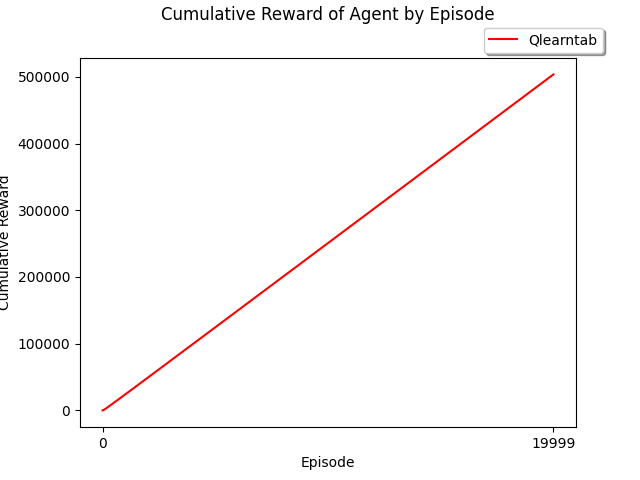 Cumulative Reward of Agent by Episode
Qlearntab
500000
400000
300000
200000
100000
0
Cumulative Reward
0
19999
Episode